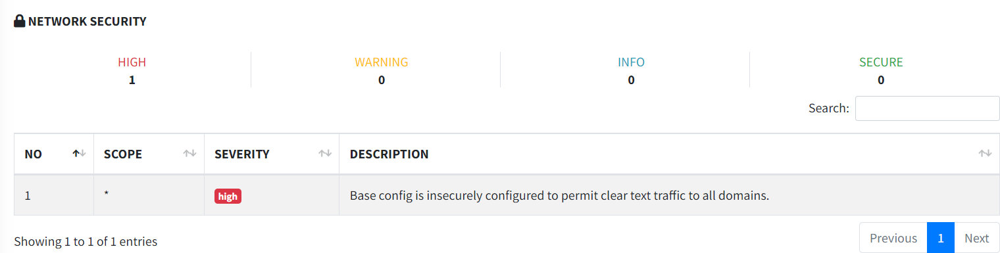 NETWORK SECURITY
HIGH WARNING INFO SECURE
1 0 0 0
Search:
NO SCOPE SEVERITY DESCRIPTION
1 * high Base config is insecurely configured to permit clear text traffic to all domains.
Showing 1 to 1 of 1 entries
Previous 1 Next